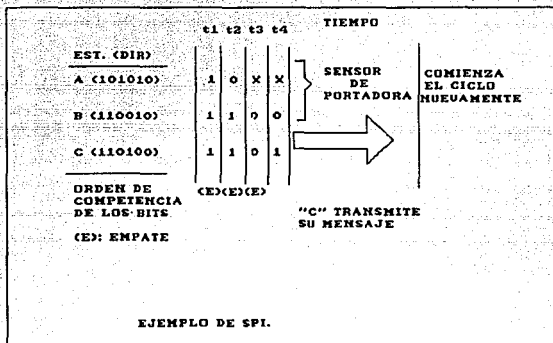 t1 t2 t3 t4 TIEMPO
EST. (DIR)
A (101010) 1 0 X X
SENSOR DE PORTADORA
COMIENZA EL CICLO NUEVAMENTE
B (110010) 1 1 0 0
C (110100) 1 1 0 1
ORDEN DE COMPETENCIA DE LOS BITS
(E)(E)(E)
(E): EMPATE
"C" TRANSMITE SU MENSAJE
EJEMPLO DE SPI.